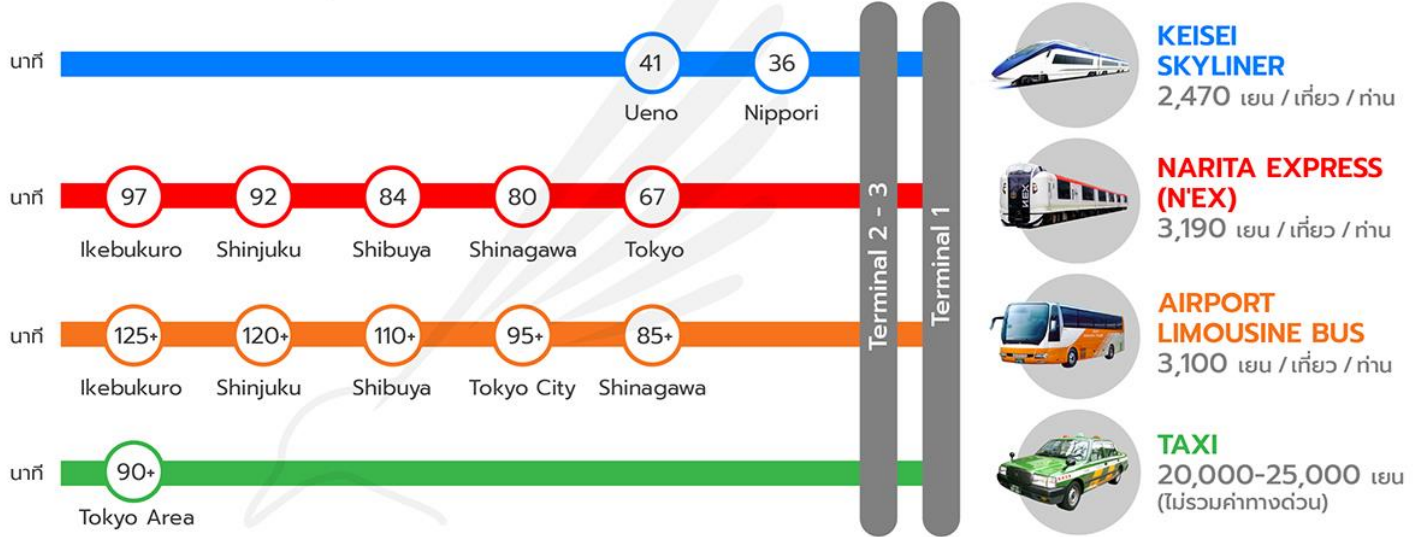 นาที
41
36
Ueno
Nippori
KEISEI
SKYLINER
2,470 เยน / เที่ยว / ท่าน
นาที
97
92
84
80
67
Ikebukuro
Shinjuku
Shibuya
Shinagawa
Tokyo
NARITA EXPRESS
(N'EX)
3,190 เยน / เที่ยว / ท่าน
นาที
125+
120+
110+
95+
85+
Ikebukuro
Shinjuku
Shibuya
Tokyo City
Shinagawa
AIRPORT
LIMOUSINE BUS
3,100 เยน / เที่ยว / ท่าน
นาที
90+
Tokyo Area
TAXI
20,000-25,000 เยน
(ไม่รวมค่าทางด่วน)
Terminal 2 - 3
Terminal 1
NEX